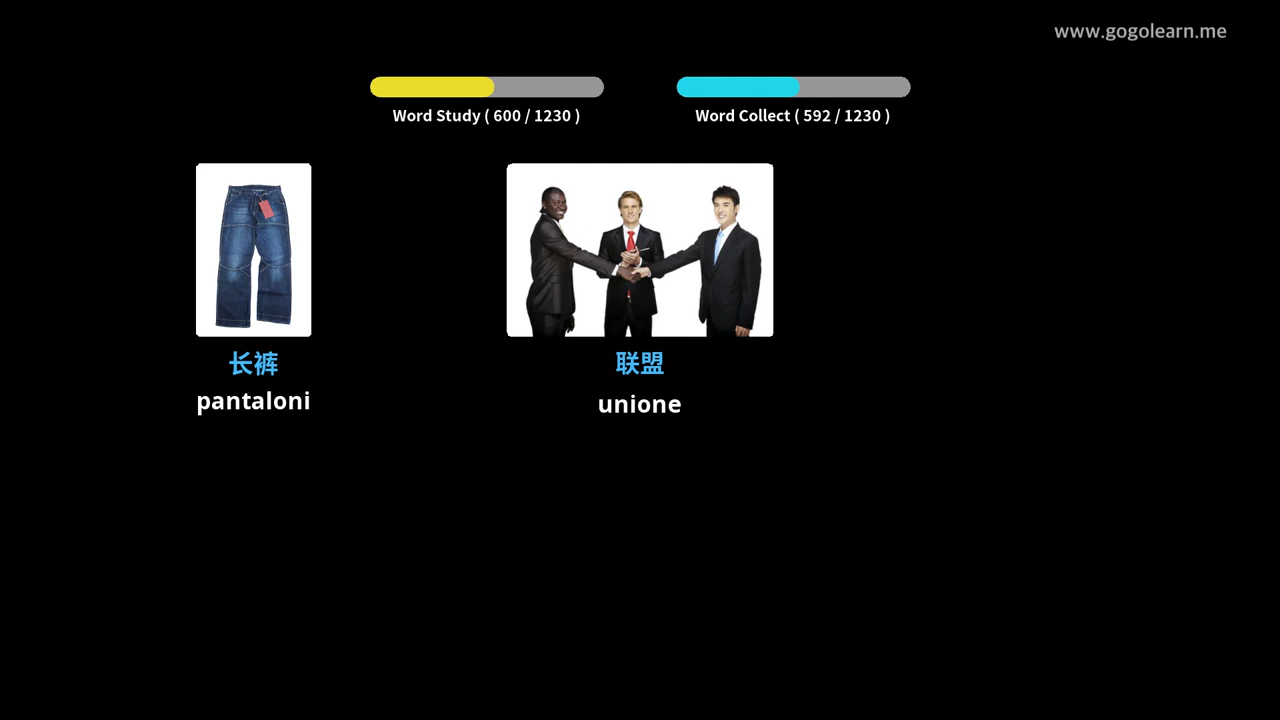 www.gogolearn.me
Word Study ( 600 / 1230 )
Word Collect ( 592 / 1230 )
长裤
pantaloni
联盟
unione